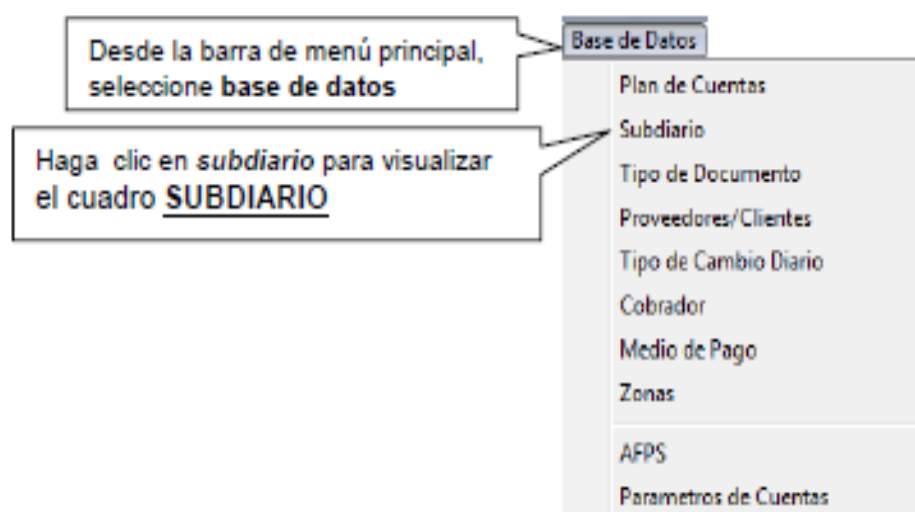 Desde la barra de menú principal,
seleccione base de datos
Haga clic en subdiario para visualizar
el cuadro SUBDIARIO
Base de Datos
Plan de Cuentas
Subdiario
Tipo de Documento
Proveedores/Clientes
Tipo de Cambio Diario
Cobrador
Medio de Pago
Zonas
AFPS
Parametros de Cuentas